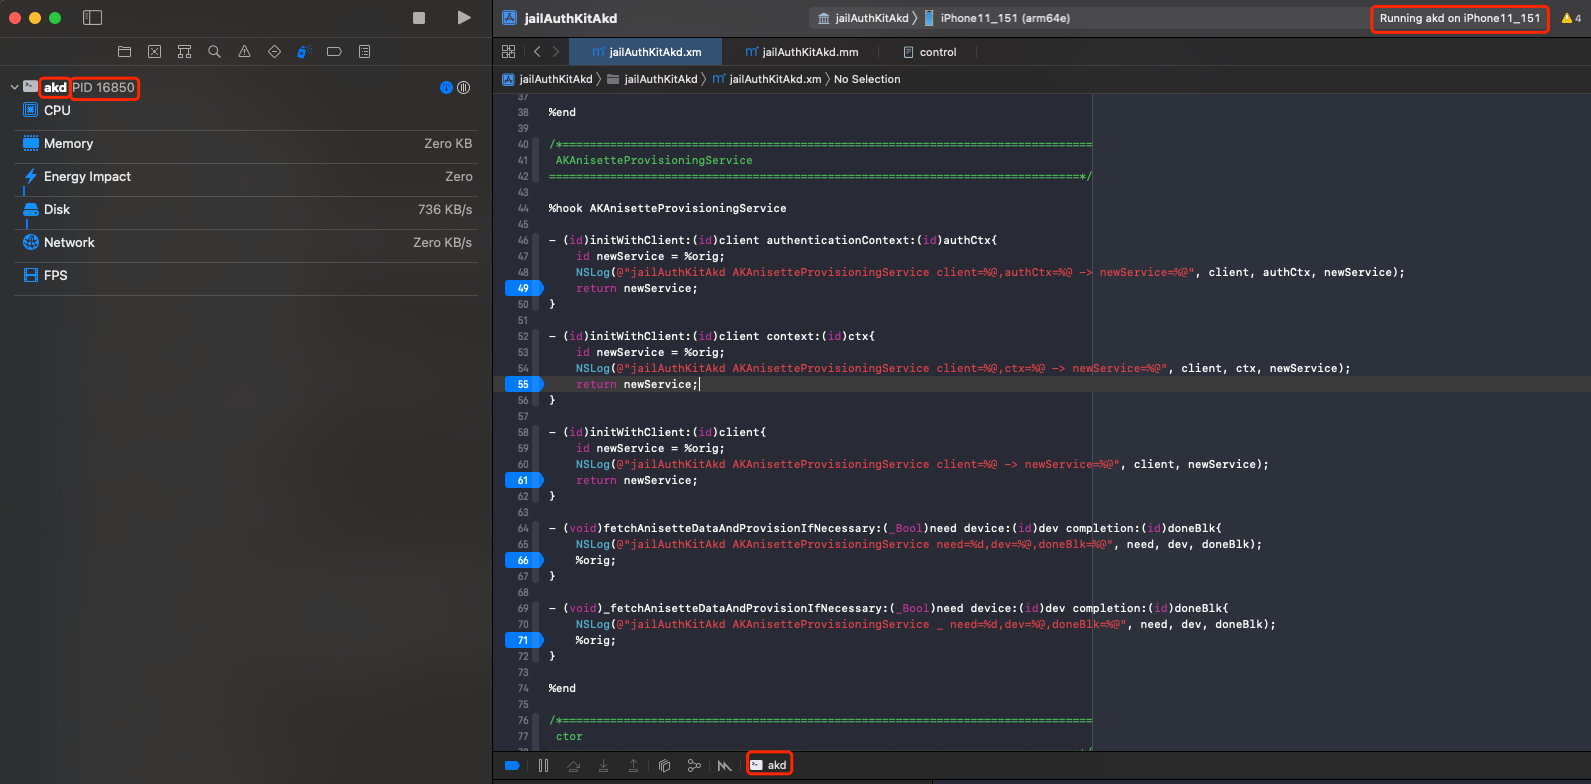 jailAuthKitAkd
jailAuthKitAkd
iPhone11_151 (arm64e)
Running akd on iPhone11_151
4
jailAuthKitAkd.xm
jailAuthKitAkd.mm
control
jailAuthKitAkd
jailAuthKitAkd
jailAuthKitAkd.xm
No Selection
akd PID 16850
CPU
Memory Zero KB
Energy Impact Zero
Disk 736 KB/s
Network Zero KB/s
FPS
37
38 %end
39
40 /*==============================================================================
41 AKAnisetteProvisioningService
42 ==============================================================================*/
43
44 %hook AKAnisetteProvisioningService
45
46 - (id)initWithClient:(id)client authenticationContext:(id)authCtx{
47 id newService = %orig;
48 NSLog(@"jailAuthKitAkd AKAnisetteProvisioningService client=%@,authCtx=%@ -> newService=%@", client, authCtx, newService);
49 return newService;
50 }
51
52 - (id)initWithClient:(id)client context:(id)ctx{
53 id newService = %orig;
54 NSLog(@"jailAuthKitAkd AKAnisetteProvisioningService client=%@,ctx=%@ -> newService=%@", client, ctx, newService);
55 return newService;
56 }
57
58 - (id)initWithClient:(id)client{
59 id newService = %orig;
60 NSLog(@"jailAuthKitAkd AKAnisetteProvisioningService client=%@ -> newService=%@", client, newService);
61 return newService;
62 }
63
64 - (void)fetchAnisetteDataAndProvisionIfNecessary:(_Bool)need device:(id)dev completion:(id)doneBlk{
65 NSLog(@"jailAuthKitAkd AKAnisetteProvisioningService need=%d,dev=%@,doneBlk=%@", need, dev, doneBlk);
66 %orig;
67 }
68
69 - (void)_fetchAnisetteDataAndProvisionIfNecessary:(_Bool)need device:(id)dev completion:(id)doneBlk{
70 NSLog(@"jailAuthKitAkd AKAnisetteProvisioningService _ need=%d,dev=%@,doneBlk=%@", need, dev, doneBlk);
71 %orig;
72 }
73
74 %end
75
76 /*==============================================================================
77 ctor
akd